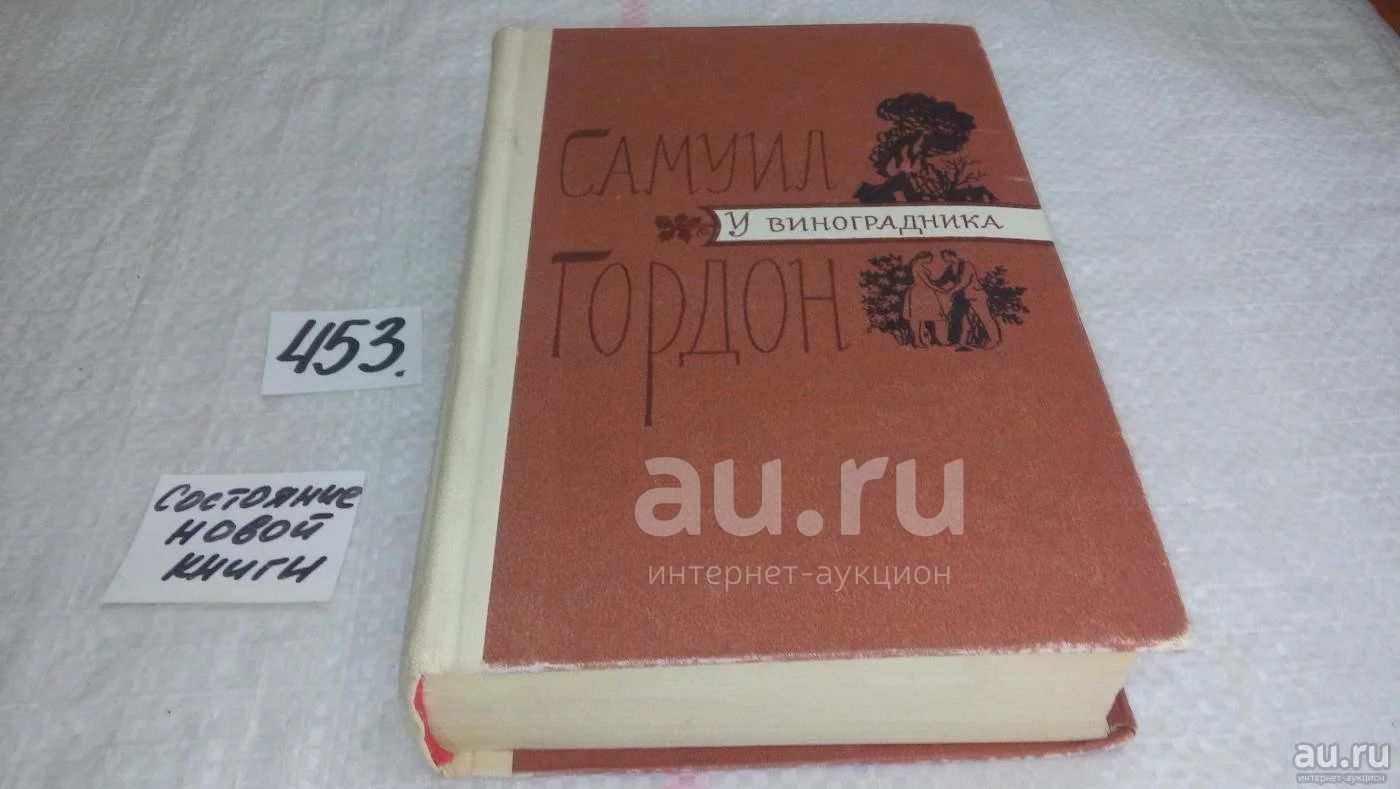 САМУИЛ
У ВИНОГРАДНИКА
ГОРДОН
453.
Состояние
новой
книги
au.ru
интернет-аукцион
au.ru
интернет-аукцион